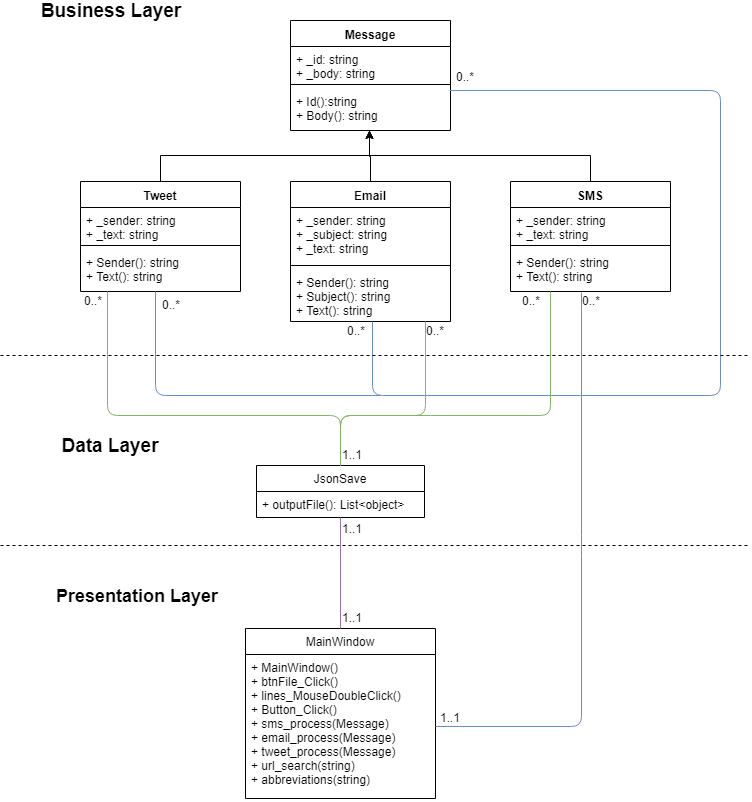 Business Layer
Message
+ _id: string
+ _body: string
0..*
+ Id():string
+ Body(): string
Tweet
+ _sender: string
+ _text: string
+ Sender(): string
+ Text(): string
0..*
0..*
Email
+ _sender: string
+ _subject: string
+ _text: string
+ Sender(): string
+ Subject(): string
+ Text(): string
0..*
0..*
SMS
+ _sender: string
+ _text: string
+ Sender(): string
+ Text(): string
0..*
0..*
Data Layer
1..1
JsonSave
+ outputFile(): List<object>
1..1
Presentation Layer
1..1
MainWindow
+ MainWindow()
+ btnFile_Click()
+ lines_MouseDoubleClick()
+ Button_Click()
+ sms_process(Message)
+ email_process(Message)
+ tweet_process(Message)
+ url_search(string)
+ abbreviations(string)
1..1